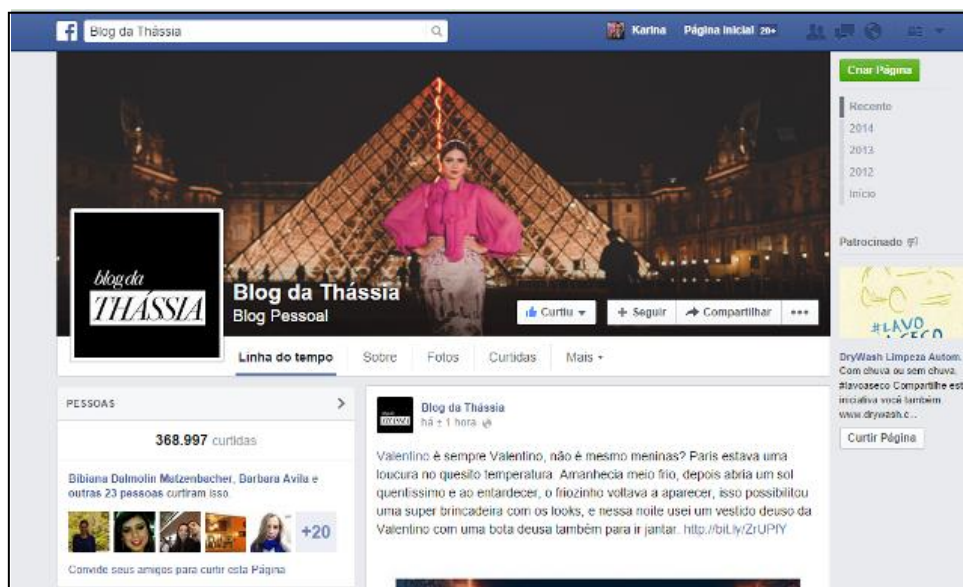 Blog da Thássia
Karina Página Inicial 20+
Criar Página
Recente
2014
2013
2012
Início
Patrocinado
blog da
THÁSSIA
Blog da Thássia
Blog Pessoal
Curtiu
Seguir
Compartilhar
Linha do tempo Sobre Fotos Curtidas Mais
#LAVO
DryWash Limpeza Autom.
Com chuva ou sem chuva,
#lavoaseco Compartilhe est
iniciativa você também.
www.drywash.c...
Curtir Página
PESSOAS
368.997 curtidas
Bibiana Dalmolin Matzenbacher, Barbara Avila e
outras 23 pessoas curtiram isso.
+20
Convide seus amigos para curtir esta Página
Blog da Thássia
há ± 1 hora
Valentino é sempre Valentino, não é mesmo meninas? Paris estava uma
loucura no quesito temperatura. Amanhecia meio frio, depois abria um sol
quentíssimo e ao entardecer, o friozinho voltava a aparecer, isso possibilitou
uma super brincadeira com os looks, e nessa noite usei um vestido deuso da
Valentino com uma bota deusa também para ir jantar. http://bit.ly/ZrUPfY